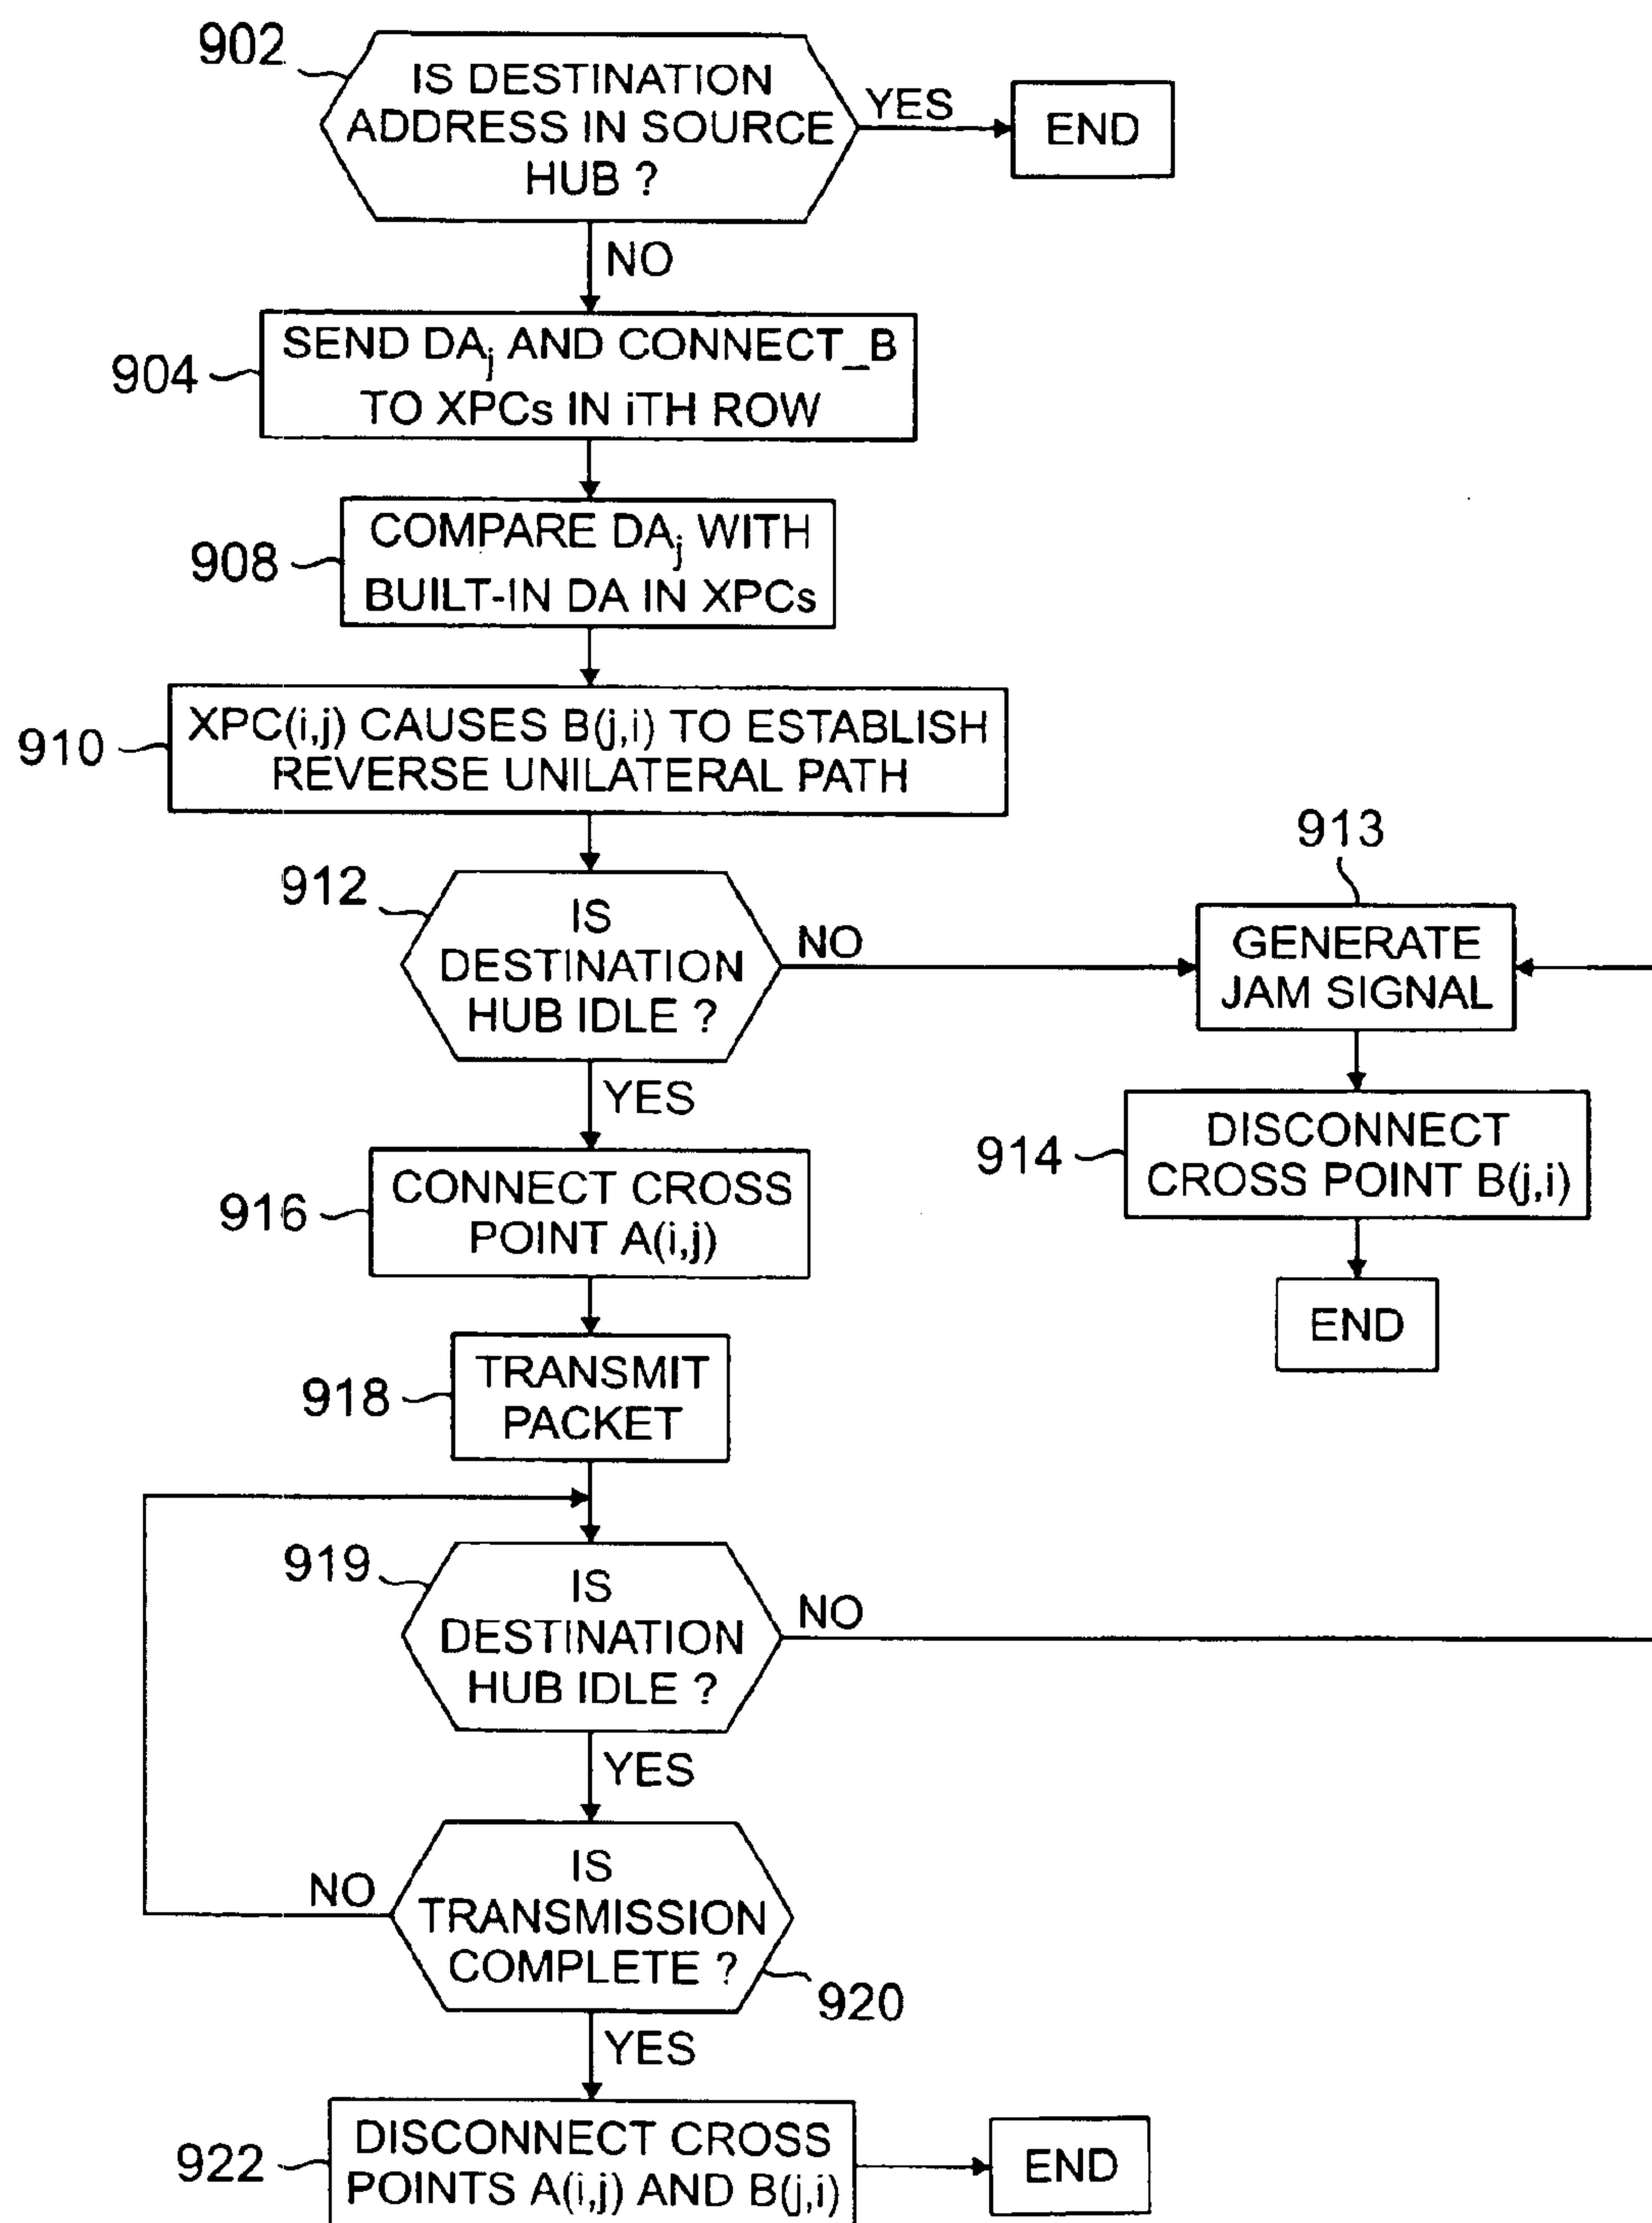 902
IS DESTINATION
ADDRESS IN SOURCE
HUB ?
YES
END
NO
904
SEND DAj AND CONNECT_B
TO XPCs IN iTH ROW
908
COMPARE DAj WITH
BUILT-IN DA IN XPCs
910
XPC(i,j) CAUSES B(j,i) TO ESTABLISH
REVERSE UNILATERAL PATH
912
IS
DESTINATION
HUB IDLE ?
NO
913
GENERATE
JAM SIGNAL
YES
914
DISCONNECT
CROSS POINT B(j,i)
END
916
CONNECT CROSS
POINT A(i,j)
918
TRANSMIT
PACKET
919
IS
DESTINATION
HUB IDLE ?
NO
YES
IS
TRANSMISSION
COMPLETE ?
NO
920
YES
922
DISCONNECT CROSS
POINTS A(i,j) AND B(j,i)
END